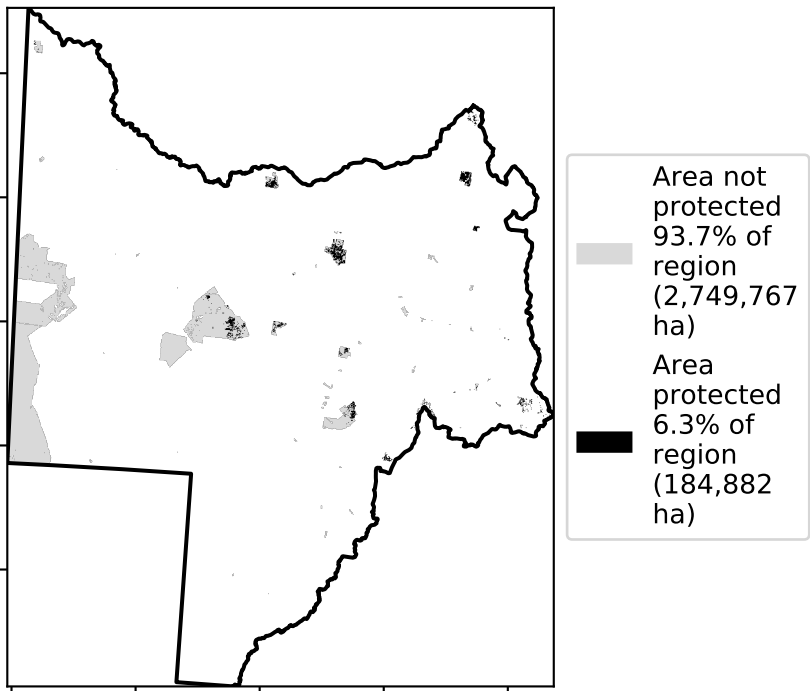 Area not
protected
93.7% of
region
(2,749,767
ha)
Area
protected
6.3% of
region
(184,882
ha)